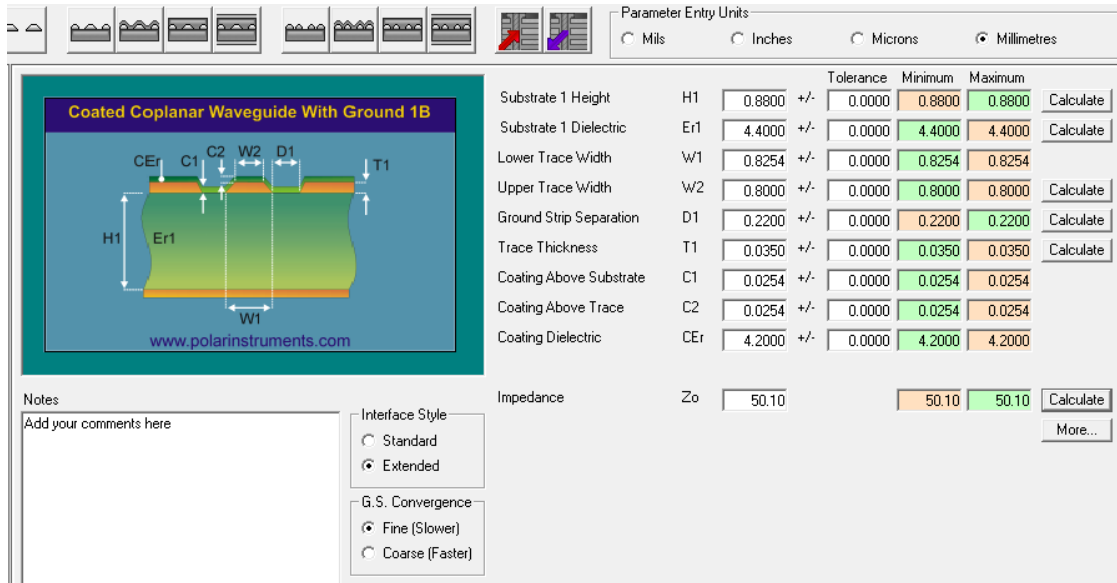 Parameter Entry Units
Mils Inches Microns Millimetres
Tolerance Minimum Maximum
Coated Coplanar Waveguide With Ground 1B
CEr C1 C2 W2 D1 T1
H1 Er1
W1
www.polarinstruments.com
Substrate 1 Height H1 0.8800 +/- 0.0000 0.8800 0.8800 Calculate
Substrate 1 Dielectric Er1 4.4000 +/- 0.0000 4.4000 4.4000 Calculate
Lower Trace Width W1 0.8254 +/- 0.0000 0.8254 0.8254
Upper Trace Width W2 0.8000 +/- 0.0000 0.8000 0.8000 Calculate
Ground Strip Separation D1 0.2200 +/- 0.0000 0.2200 0.2200 Calculate
Trace Thickness T1 0.0350 +/- 0.0000 0.0350 0.0350 Calculate
Coating Above Substrate C1 0.0254 +/- 0.0000 0.0254 0.0254
Coating Above Trace C2 0.0254 +/- 0.0000 0.0254 0.0254
Coating Dielectric CEr 4.2000 +/- 0.0000 4.2000 4.2000
Impedance Zo 50.10 50.10 50.10 Calculate
More...
Notes
Add your comments here
Interface Style
Standard
Extended
G.S. Convergence
Fine (Slower)
Coarse (Faster)